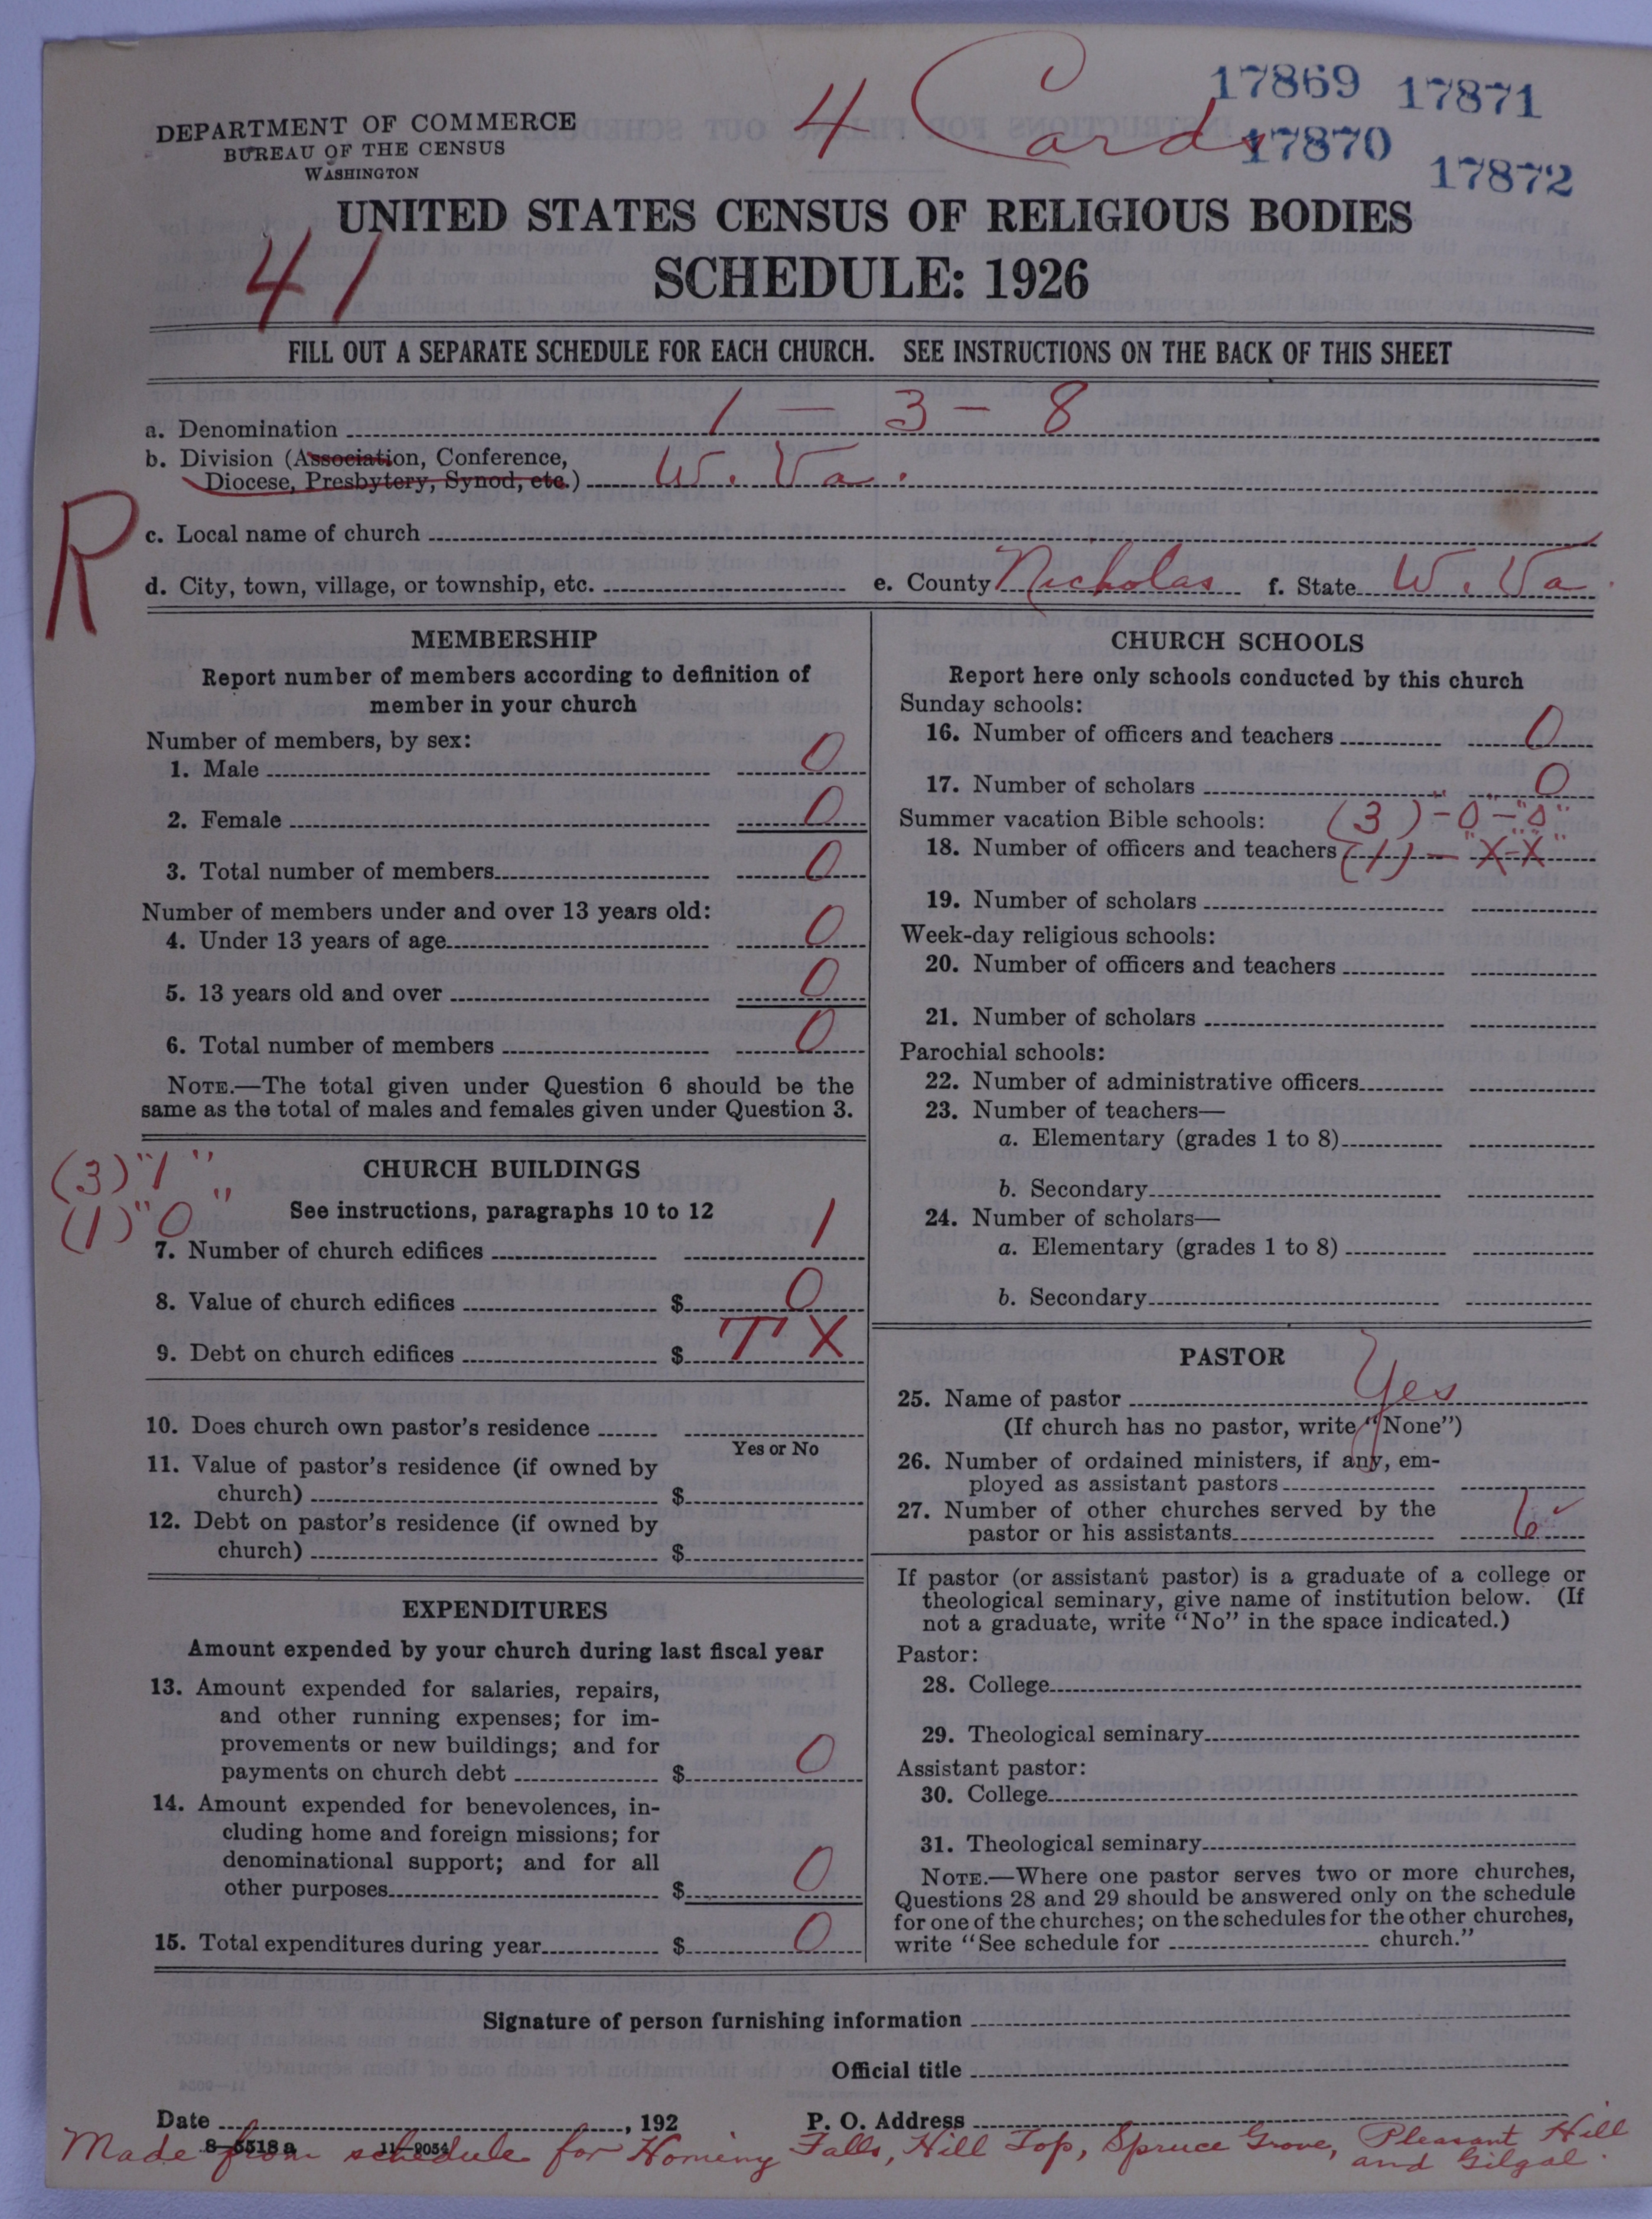 17869 17871
4 Cards 17870 17872
DEPARTMENT OF COMMERCE
BUREAU OF THE CENSUS
WASHINGTON
UNITED STATES CENSUS OF RELIGIOUS BODIES
41
SCHEDULE: 1926
FILL OUT A SEPARATE SCHEDULE FOR EACH CHURCH. SEE INSTRUCTIONS ON THE BACK OF THIS SHEET
a. Denomination 1 — 3 — 8
b. Division (Association, Conference,
Diocese, Presbytery, Synod, etc.) W. Va.
R
c. Local name of church
d. City, town, village, or township, etc. e. County Nicholas f. State W. Va.
MEMBERSHIP
Report number of members according to definition of
member in your church
Number of members, by sex:
1. Male 0
2. Female 0
3. Total number of members 0
Number of members under and over 13 years old:
4. Under 13 years of age 0
5. 13 years old and over 0
6. Total number of members 0
NOTE.—The total given under Question 6 should be the
same as the total of males and females given under Question 3.
(3) "1"
(1) "0"
CHURCH BUILDINGS
See instructions, paragraphs 10 to 12
7. Number of church edifices 1
8. Value of church edifices $ 0
9. Debt on church edifices $ T X
10. Does church own pastor's residence
Yes or No
11. Value of pastor's residence (if owned by
church) $
12. Debt on pastor's residence (if owned by
church) $
EXPENDITURES
Amount expended by your church during last fiscal year
13. Amount expended for salaries, repairs,
and other running expenses; for im-
provements or new buildings; and for
payments on church debt $ 0
14. Amount expended for benevolences, in-
cluding home and foreign missions; for
denominational support; and for all
other purposes $ 0
15. Total expenditures during year $ 0
CHURCH SCHOOLS
Report here only schools conducted by this church
Sunday schools:
16. Number of officers and teachers 0
17. Number of scholars 0
Summer vacation Bible schools: (3) - "0" - "0"
18. Number of officers and teachers (1) — "X-X"
19. Number of scholars
Week-day religious schools:
20. Number of officers and teachers
21. Number of scholars
Parochial schools:
22. Number of administrative officers
23. Number of teachers—
a. Elementary (grades 1 to 8)
b. Secondary
24. Number of scholars—
a. Elementary (grades 1 to 8)
b. Secondary
PASTOR
25. Name of pastor Yes
(If church has no pastor, write "None")
26. Number of ordained ministers, if any, em-
ployed as assistant pastors
27. Number of other churches served by the
pastor or his assistants 6
If pastor (or assistant pastor) is a graduate of a college or
theological seminary, give name of institution below. (If
not a graduate, write "No" in the space indicated.)
Pastor:
28. College
29. Theological seminary
Assistant pastor:
30. College
31. Theological seminary
NOTE.—Where one pastor serves two or more churches,
Questions 28 and 29 should be answered only on the schedule
for one of the churches; on the schedules for the other churches,
write "See schedule for church."
Signature of person furnishing information
Official title
Date , 192 P. O. Address
8-5518 a 11-9054
Made from schedule for Hominy Falls, Hill Top, Spruce Grove, Pleasant Hill
and Gilgal.